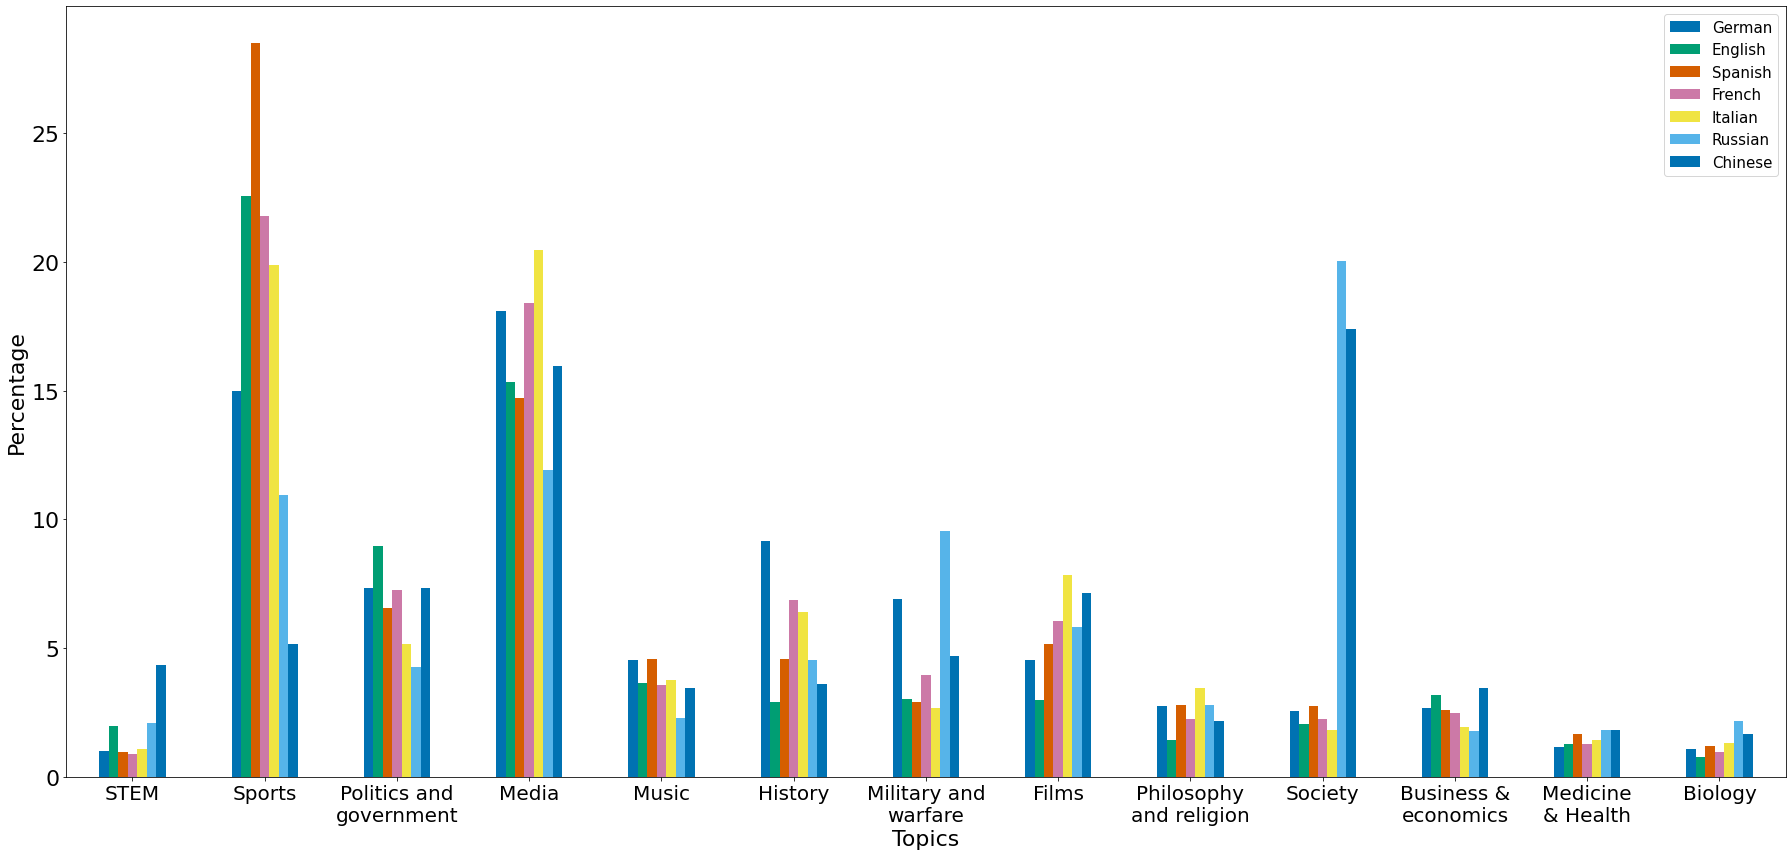 German
English
Spanish
French
Italian
Russian
Chinese
Percentage
25
20
15
10
5
0
STEM
Sports
Politics and
government
Media
Music
History
Military and
warfare
Films
Philosophy
and religion
Society
Business &
economics
Medicine
& Health
Biology
Topics